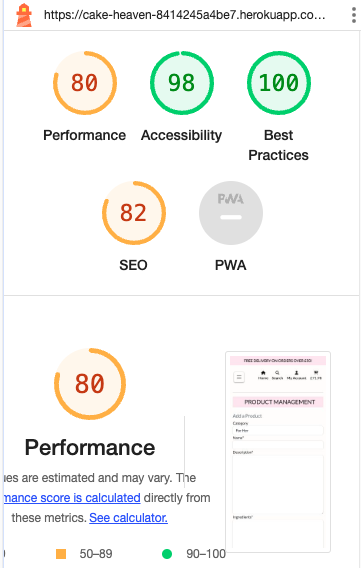 https://cake-heaven-8414245a4be7.herokuapp.co...
80
98
100
Performance
Accessibility
Best
Practices
82
PWA
SEO
PWA
80
Performance
ues are estimated and may vary. The
mance score is calculated directly from
these metrics. See calculator.
50–89
90–100
FREE DELIVERY ON ORDERS OVER £50!
Home
Search
My Account
PRODUCT MANAGEMENT
Add a Product
Category
Name*
Description*
Ingredients*